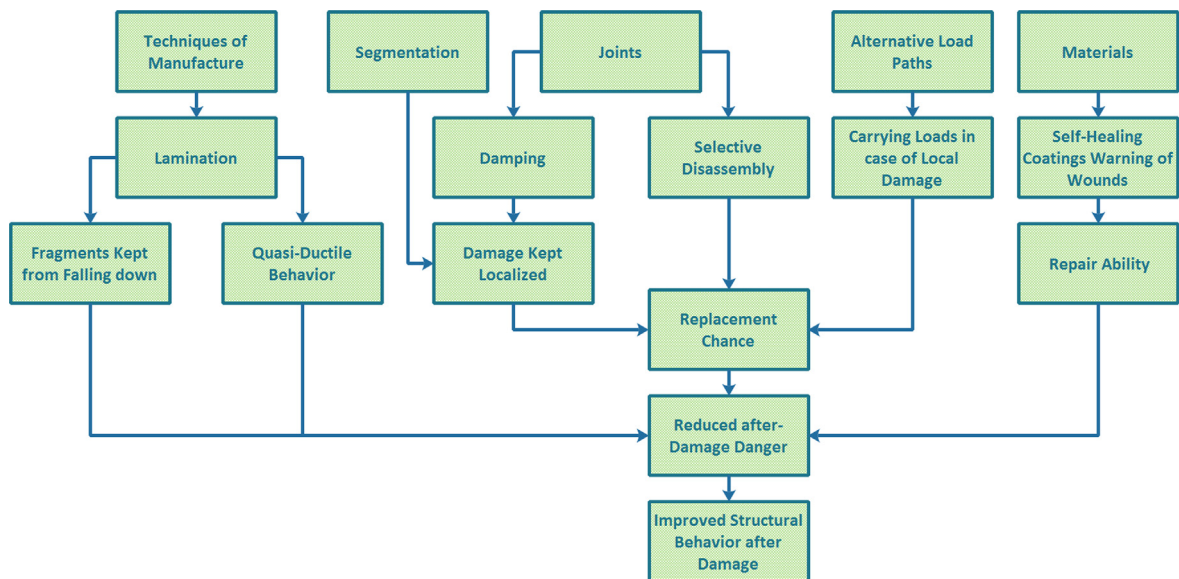 Techniques of
Manufacture
Segmentation
Joints
Alternative Load
Paths
Materials
Lamination
Damping
Selective
Disassembly
Carrying Loads in
case of Local
Damage
Self-Healing
Coatings Warning of
Wounds
Fragments Kept
from Falling down
Quasi-Ductile
Behavior
Damage Kept
Localized
Repair Ability
Replacement
Chance
Reduced after-
Damage Danger
Improved Structural
Behavior after
Damage